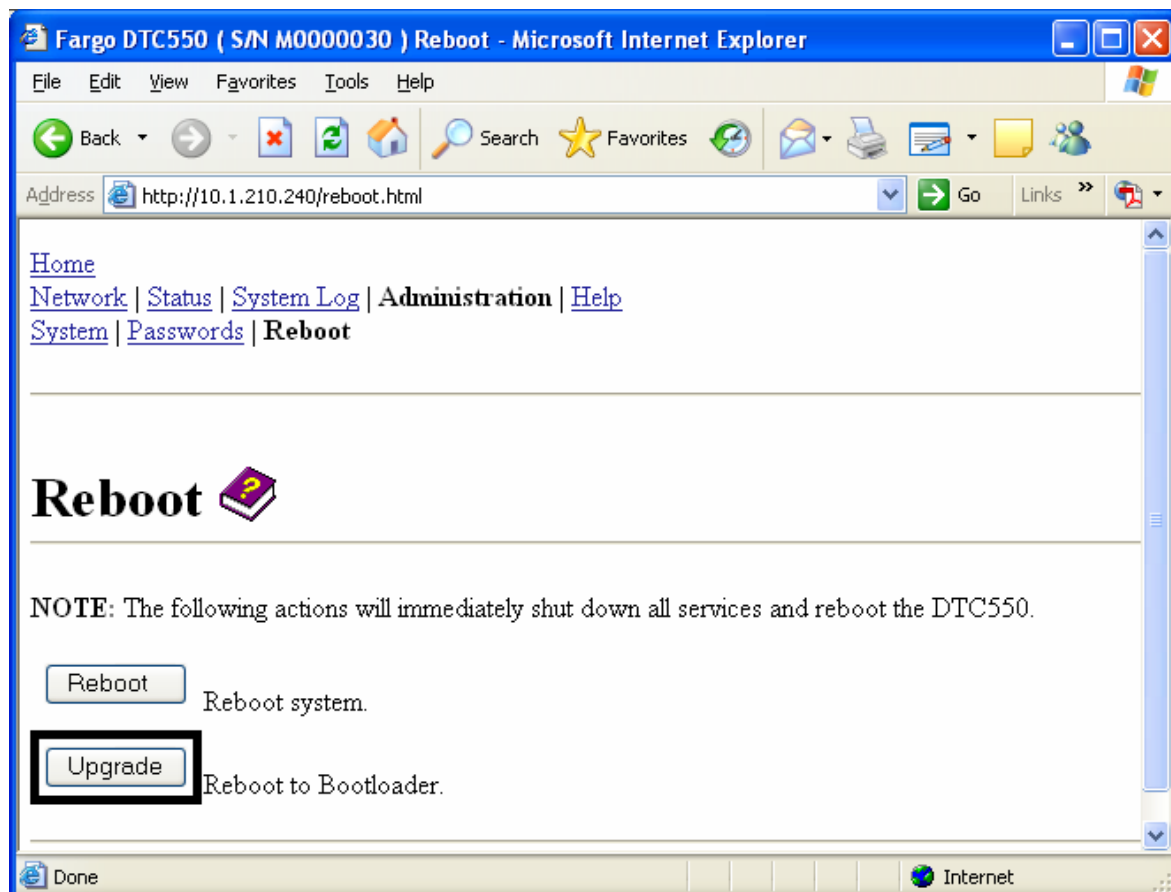 Fargo DTC550 ( S/N M0000030 ) Reboot - Microsoft Internet Explorer
File Edit View Favorites Tools Help
Back Search Favorites
Address http://10.1.210.240/reboot.html Go Links »
Home
Network | Status | System Log | Administration | Help
System | Passwords | Reboot
Reboot ?
NOTE: The following actions will immediately shut down all services and reboot the DTC550.
Reboot Reboot system.
Upgrade Reboot to Bootloader.
Done Internet